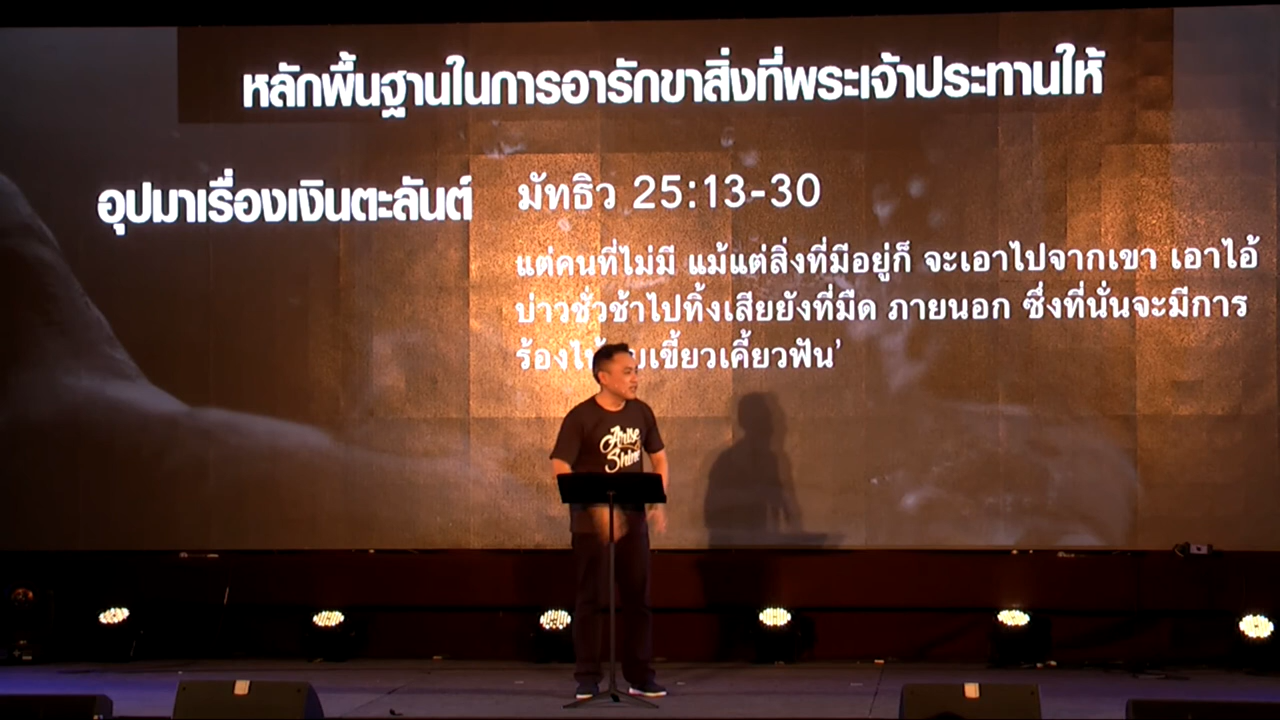 หลักพื้นฐานในการอารักขาสิ่งที่พระเจ้าประทานให้
อุปมาเรื่องเงินตะลันต์
มัทธิว 25:13-30
แต่คนที่ไม่มี แม้แต่สิ่งที่มีอยู่ก็ จะเอาไปจากเขา เอาไอ้
บ่าวชั่วช้าไปทิ้งเสียยังที่มืด ภายนอก ซึ่งที่นั่นจะมีการ
เขี้ยวเคี้ยวฟัน’
Arise
Shine